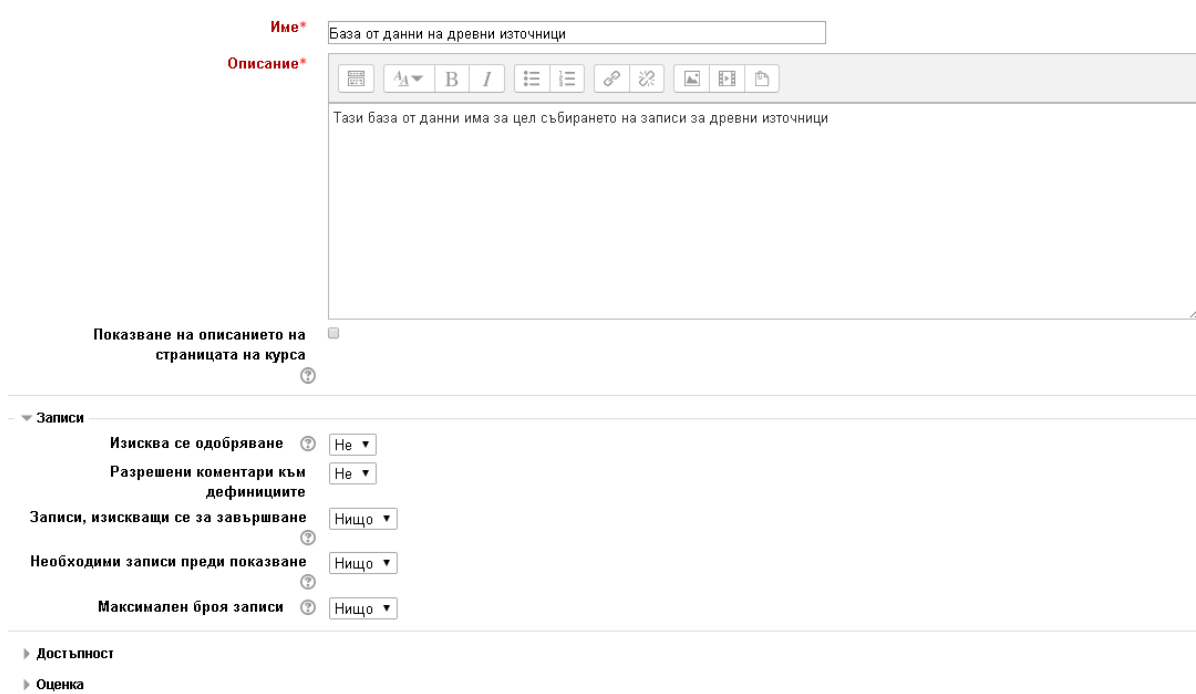 Име*
База от данни на древни източници
Описание*
Тази база от данни има за цел събирането на записи за древни източници
Показване на описанието на
страницата на курса
Записи
Изисква се одобряване Не
Разрешени коментари към Не
дефинициите
Записи, изискващи се за завършване Нищо
Необходими записи преди показване Нищо
Максимален броя записи Нищо
Достъпност
Оценка